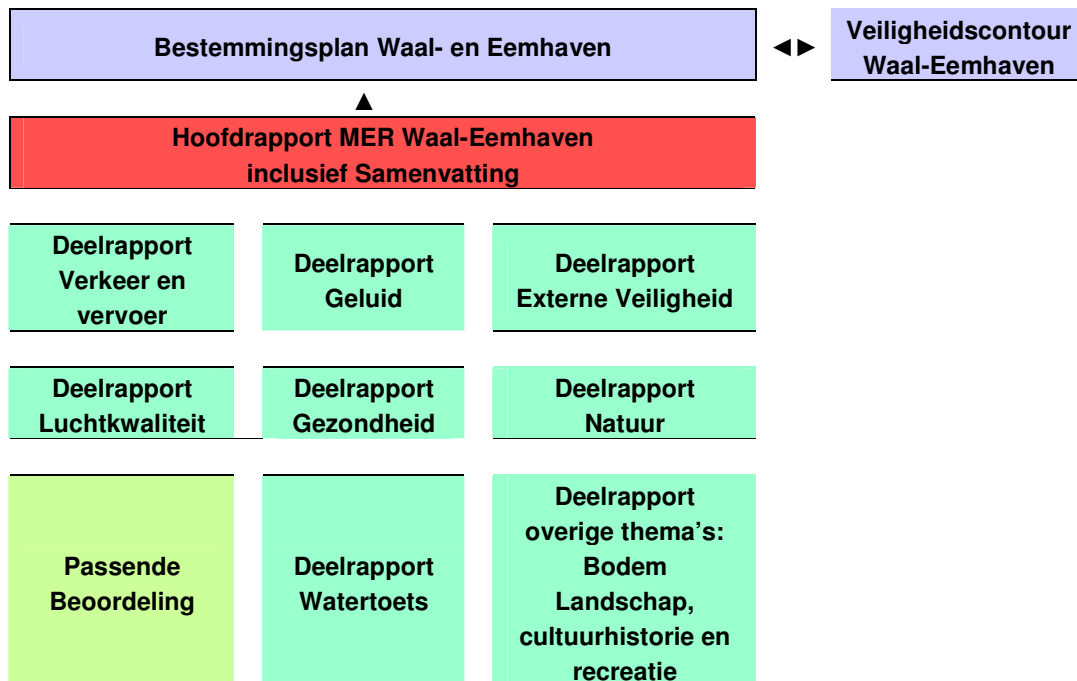 Bestemmingsplan Waal- en Eemhaven
◄►
Veiligheidscontour
Waal-Eemhaven
▲
Hoofdrapport MER Waal-Eemhaven
inclusief Samenvatting
Deelrapport
Verkeer en
vervoer
Deelrapport
Geluid
Deelrapport
Externe Veiligheid
Deelrapport
Luchtkwaliteit
Deelrapport
Gezondheid
Deelrapport
Natuur
Passende
Beoordeling
Deelrapport
Watertoets
Deelrapport
overige thema's:
Bodem
Landschap,
cultuurhistorie en
recreatie